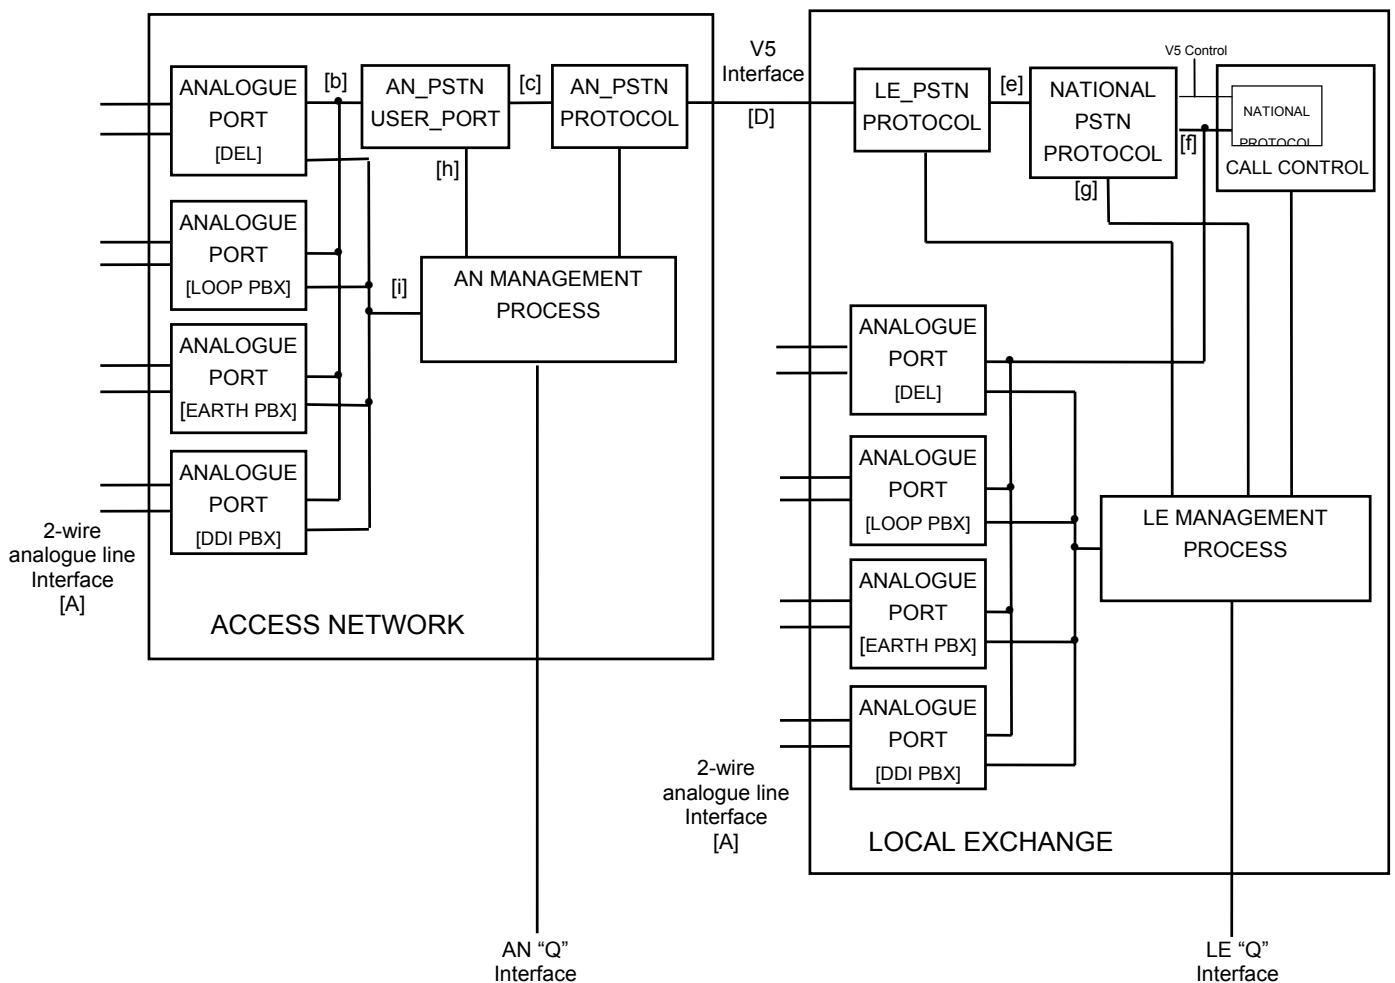 ANALOGUE
PORT
[DEL]
[b]
AN_PSTN
USER_PORT
[c]
AN_PSTN
PROTOCOL
[h]
ANALOGUE
PORT
[LOOP PBX]
[i]
AN MANAGEMENT
PROCESS
ANALOGUE
PORT
[EARTH PBX]
ANALOGUE
PORT
[DDI PBX]
2-wire
analogue line
Interface
[A]
ACCESS NETWORK
AN “Q”
Interface
V5
Interface
[D]
LE_PSTN
PROTOCOL
[e]
NATIONAL
PSTN
PROTOCOL
V5 Control
[f]
[g]
NATIONAL
PROTOCOL
CALL CONTROL
ANALOGUE
PORT
[DEL]
ANALOGUE
PORT
[LOOP PBX]
LE MANAGEMENT
PROCESS
ANALOGUE
PORT
[EARTH PBX]
ANALOGUE
PORT
[DDI PBX]
2-wire
analogue line
Interface
[A]
LOCAL EXCHANGE
LE “Q”
Interface